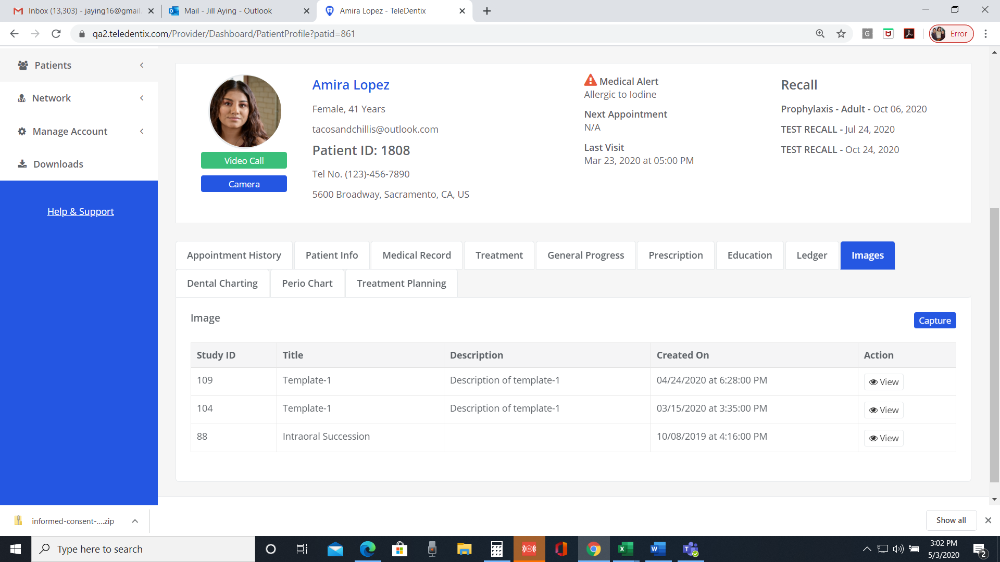 Inbox (13,303) - jaying16@gmail.
Mail - Jill Aying - Outlook
Amira Lopez - TeleDentix
qa2.teledentix.com/Provider/Dashboard/PatientProfile?patid=861
G
Error
Patients
Network
Manage Account
Downloads
Help & Support
Video Call
Camera
Amira Lopez
Female, 41 Years
tacosandchillis@outlook.com
Patient ID: 1808
Tel No. (123)-456-7890
5600 Broadway, Sacramento, CA, US
Medical Alert
Allergic to Iodine
Next Appointment
N/A
Last Visit
Mar 23, 2020 at 05:00 PM
Recall
Prophylaxis - Adult - Oct 06, 2020
TEST RECALL - Jul 24, 2020
TEST RECALL - Oct 24, 2020
Appointment History Patient Info Medical Record Treatment General Progress Prescription Education Ledger Images
Dental Charting Perio Chart Treatment Planning
Image
Capture
Study ID Title Description Created On Action
109 Template-1 Description of template-1 04/24/2020 at 6:28:00 PM View
104 Template-1 Description of template-1 03/15/2020 at 3:35:00 PM View
88 Intraoral Succession 10/08/2019 at 4:16:00 PM View
informed-consent-....zip
Show all
Type here to search
3:02 PM
5/3/2020
2